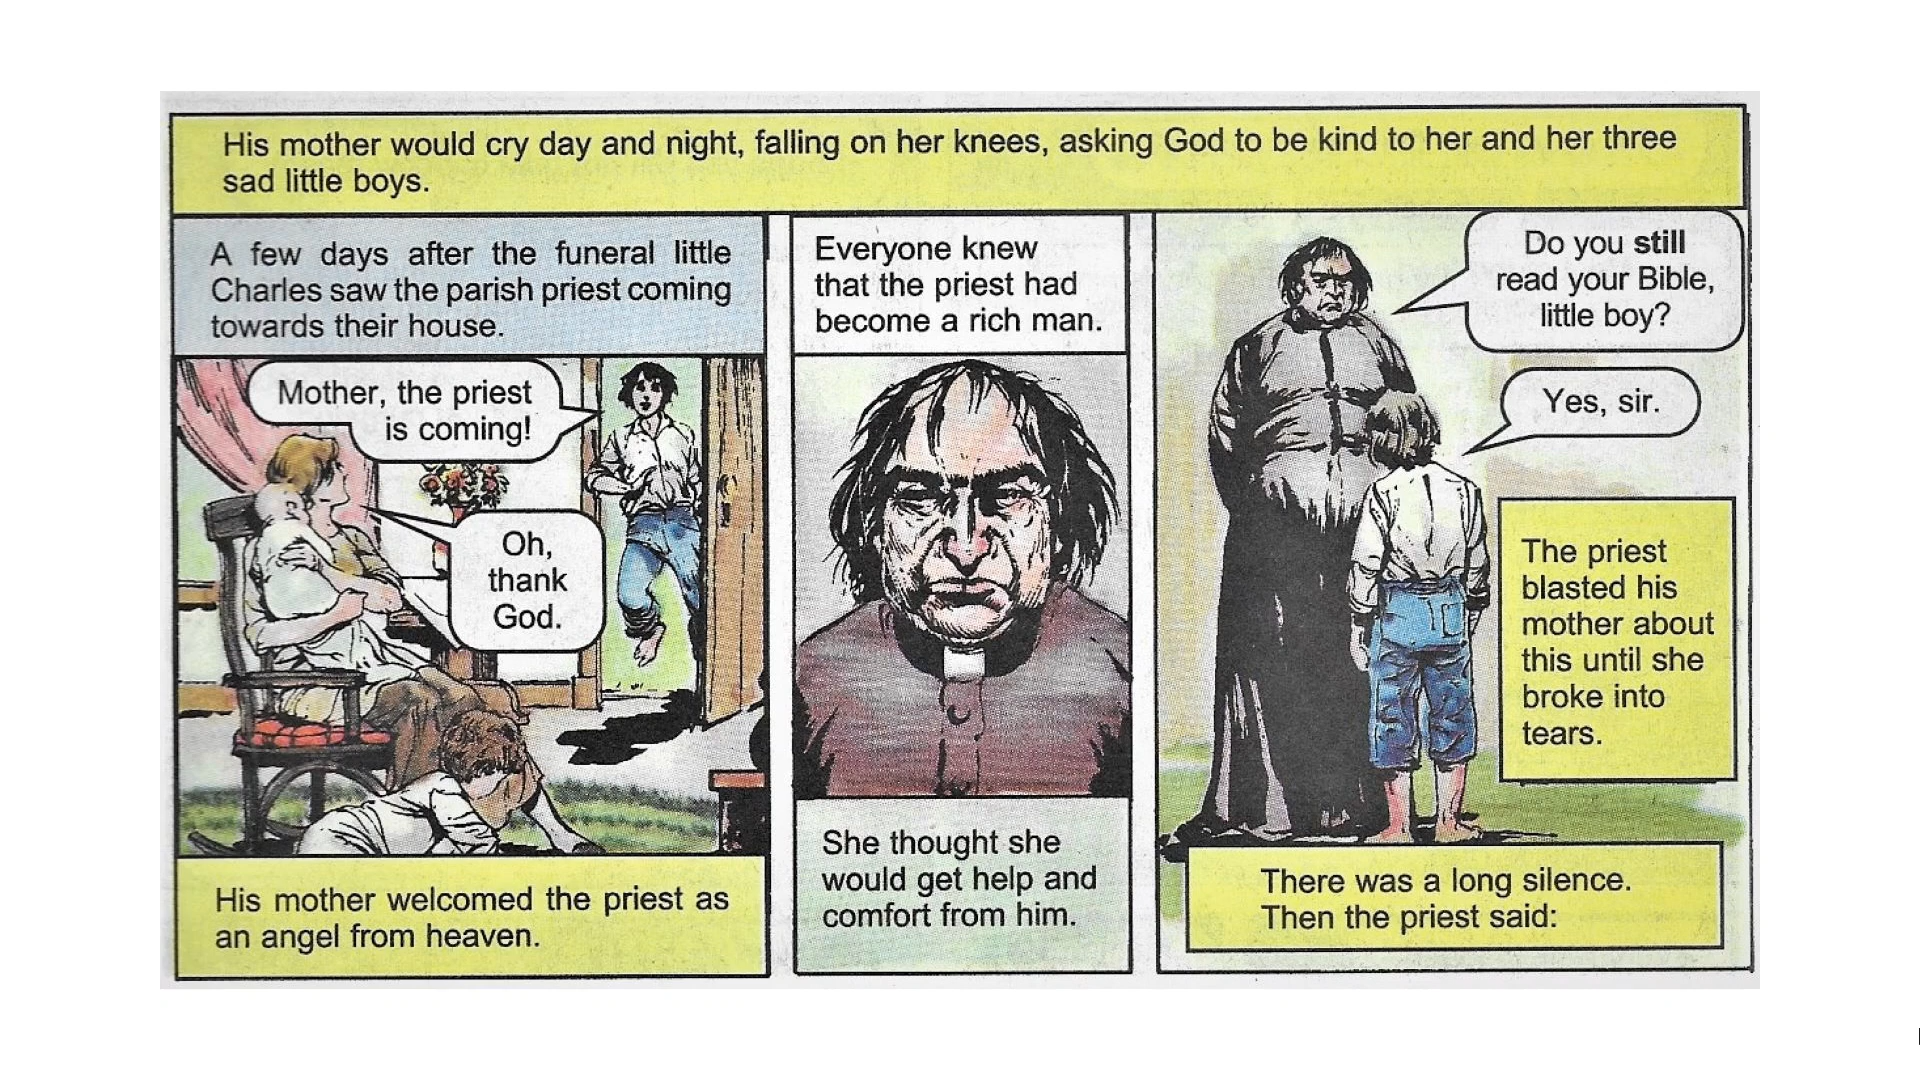 His mother would cry day and night, falling on her knees, asking God to be kind to her and her three
sad little boys.
A few days after the funeral little
Charles saw the parish priest coming
towards their house.
Mother, the priest
is coming!
Oh,
thank
God.
His mother welcomed the priest as
an angel from heaven.
Everyone knew
that the priest had
become a rich man.
She thought she
would get help and
comfort from him.
Do you still
read your Bible,
little boy?
Yes, sir.
The priest
blasted his
mother about
this until she
broke into
tears.
There was a long silence.
Then the priest said: